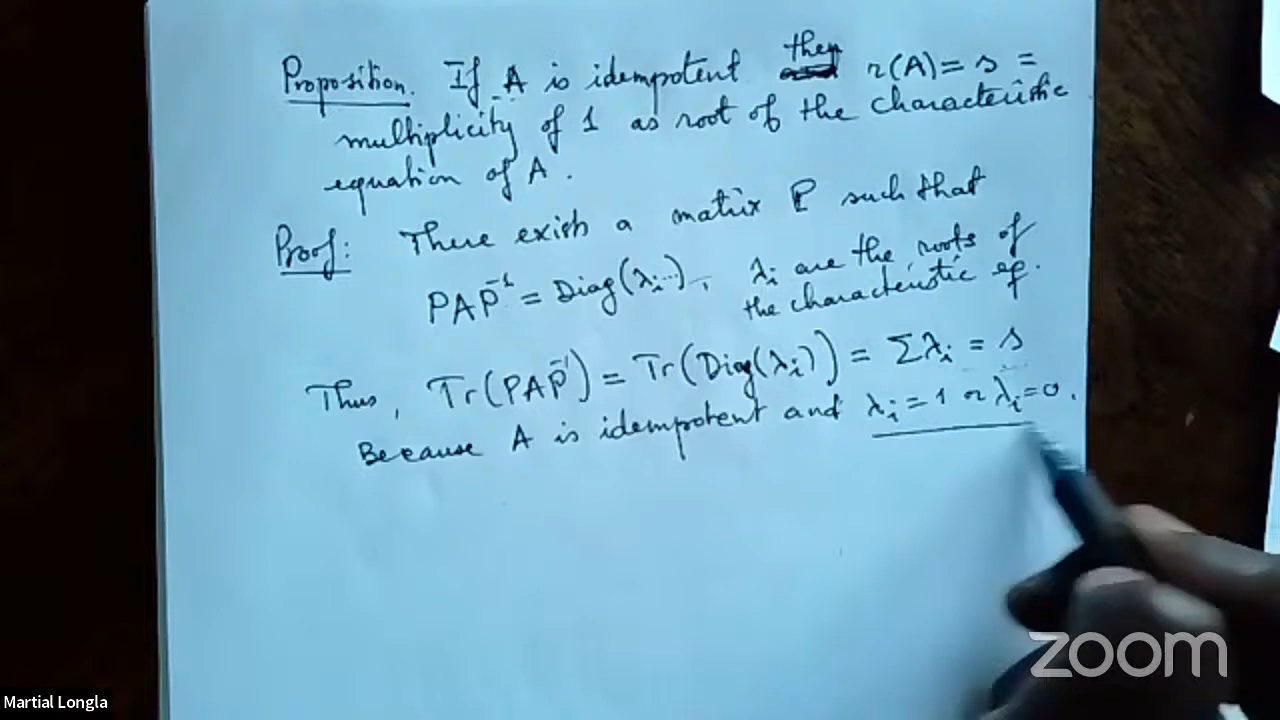 Proposition. If A is idempotent then r(A) = s =
multiplicity of 1 as root of the characteristic
equation of A.
Proof: There exists a matrix P such that
PAP⁻¹ = Diag(λᵢ...), λᵢ are the roots of
the characteristic eq.
Thus, Tr(PAP⁻¹) = Tr(Diag(λᵢ)) = Σλᵢ = s
Because A is idempotent and λᵢ = 1 or λᵢ = 0.
zoom
Martial Longla